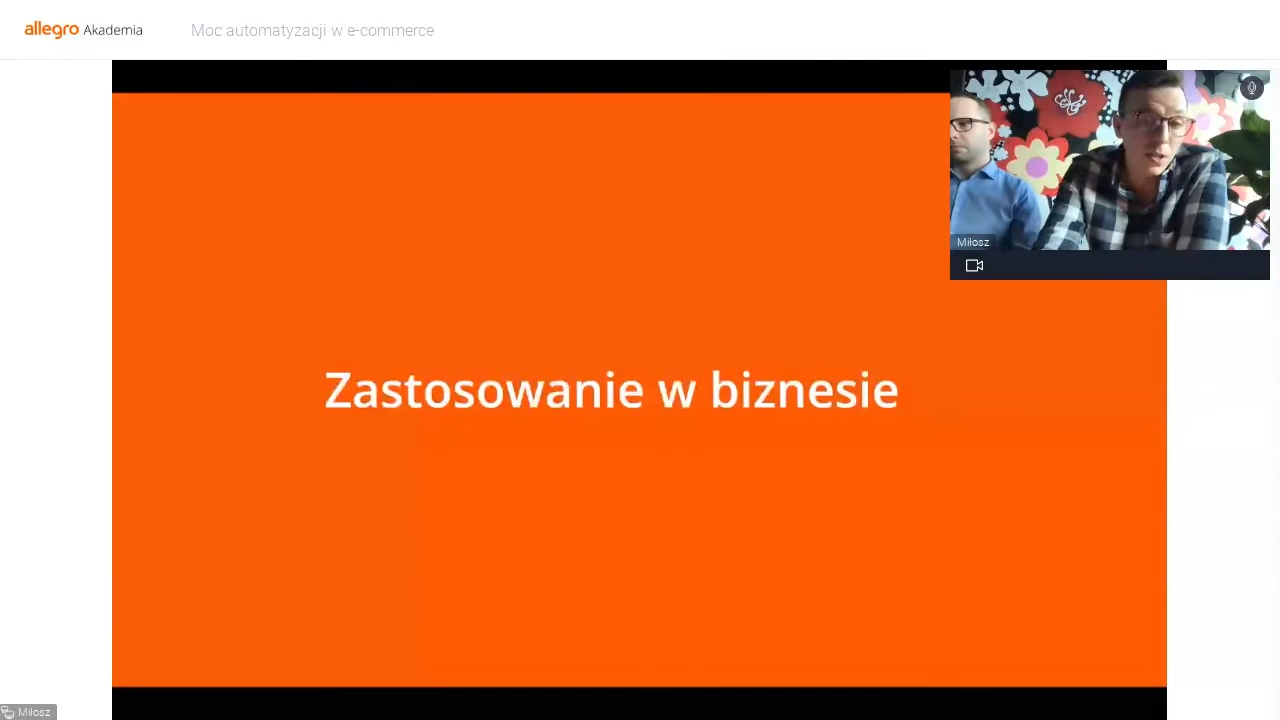 allegro Akademia
Moc automatyzacji w e-commerce
Miłosz
Zastosowanie w biznesie
Miłosz